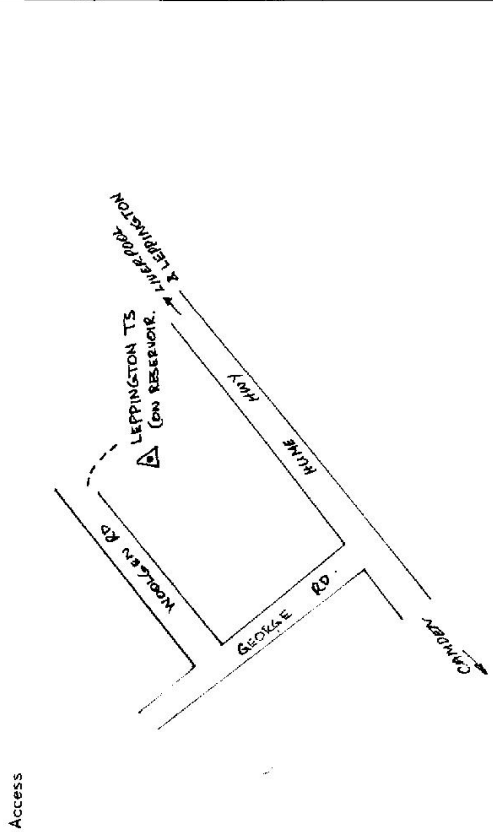 Access
LIVERPOOL
& LEPPINGTON
LEPPINGTON TS
(ON RESERVOIR.
HUME HWY
WOOLGEN RD
GEORGE RD.
CAMDEN